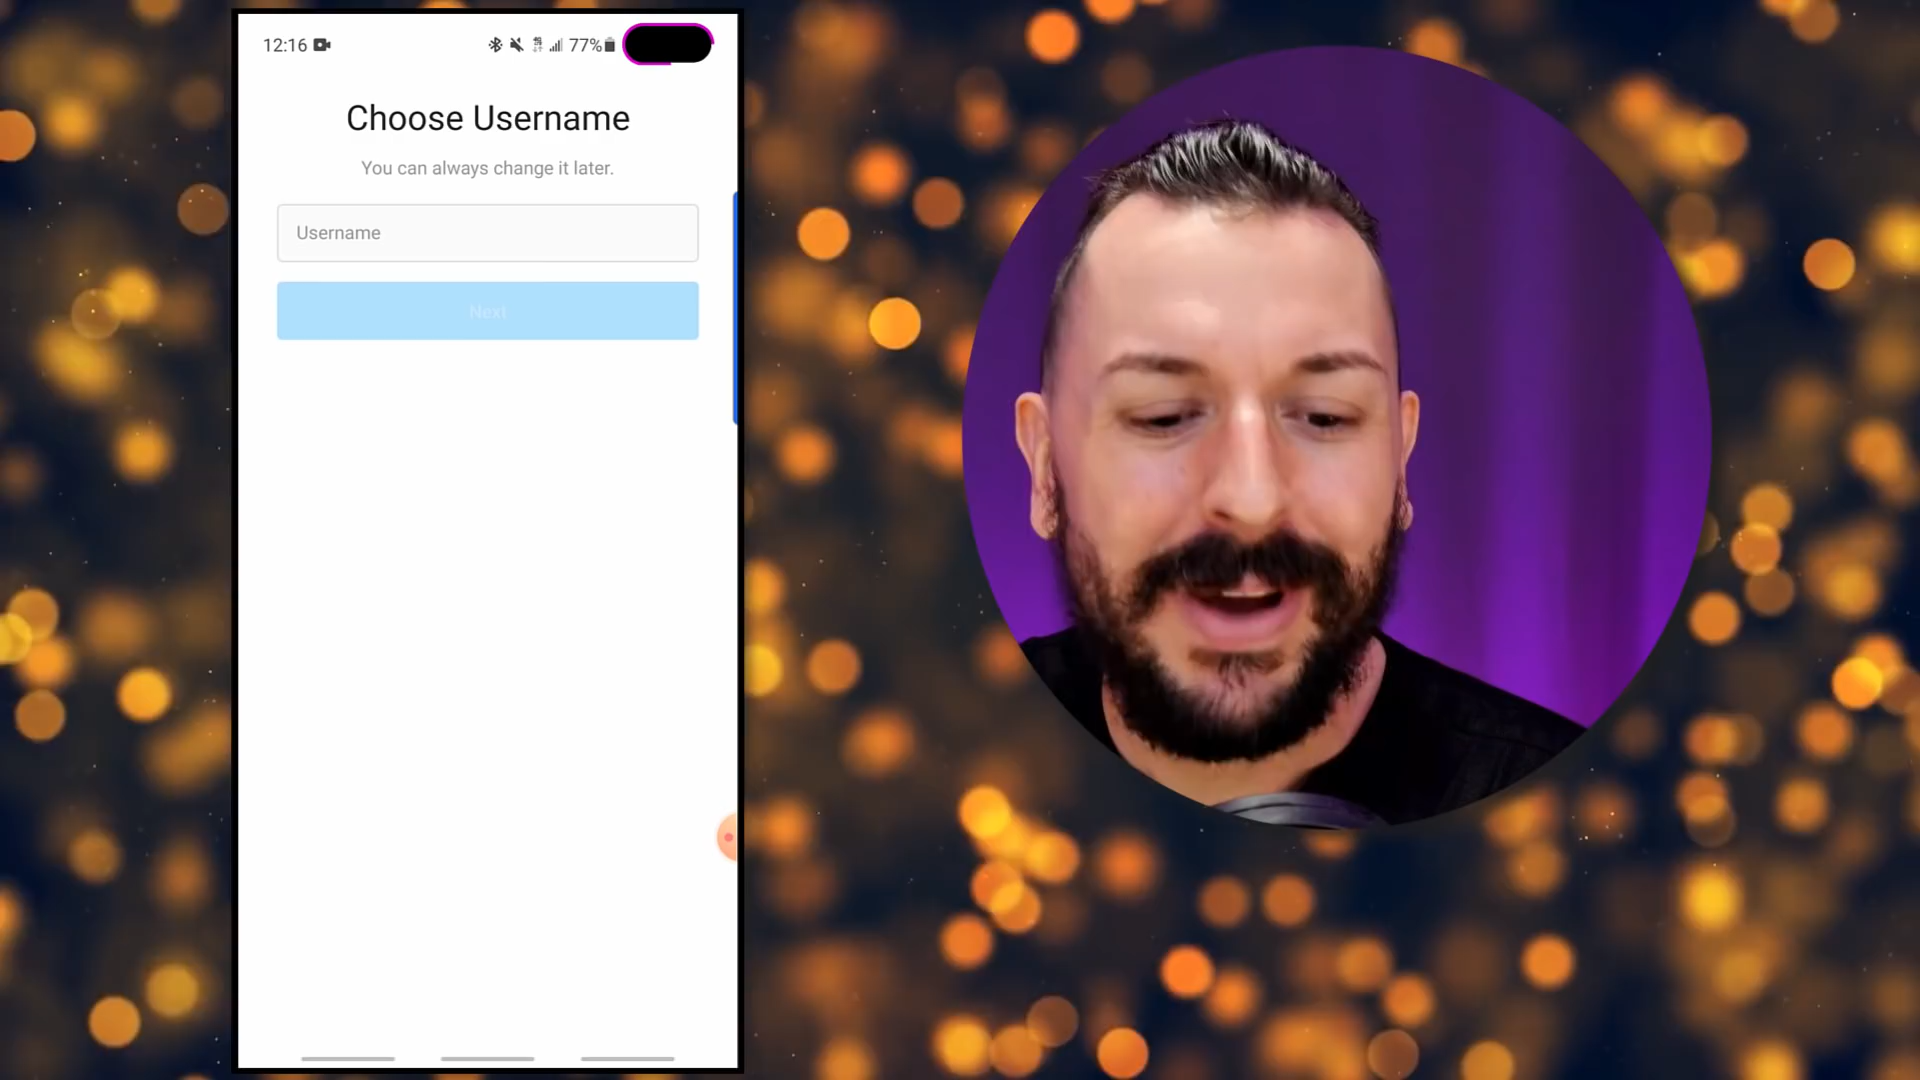 12:16 77%
Choose Username
You can always change it later.
Username
Next